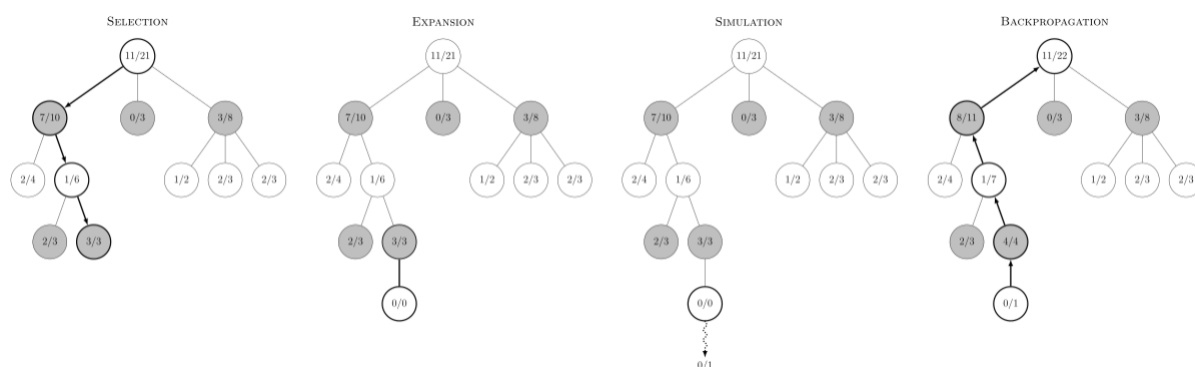 SELECTION
11/21
7/10 0/3 3/8
2/4 1/6 1/2 2/3 2/3
2/3 3/3
EXPANSION
11/21
7/10 0/3 3/8
2/4 1/6 1/2 2/3 2/3
2/3 3/3
0/0
SIMULATION
11/21
7/10 0/3 3/8
2/4 1/6 1/2 2/3 2/3
2/3 3/3
0/0
0/1
BACKPROPAGATION
11/22
8/11 0/3 3/8
2/4 1/7 1/2 2/3 2/3
2/3 4/4
0/1